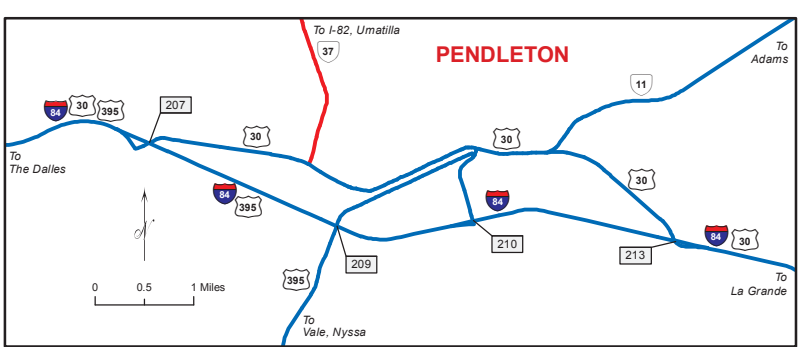 To I-82, Umatilla
37
PENDLETON
To
Adams
11
84
30
395
207
30
30
To
The Dalles
30
84
395
84
84
30
N
210
213
209
To
La Grande
395
0 0.5 1 Miles
To
Vale, Nyssa